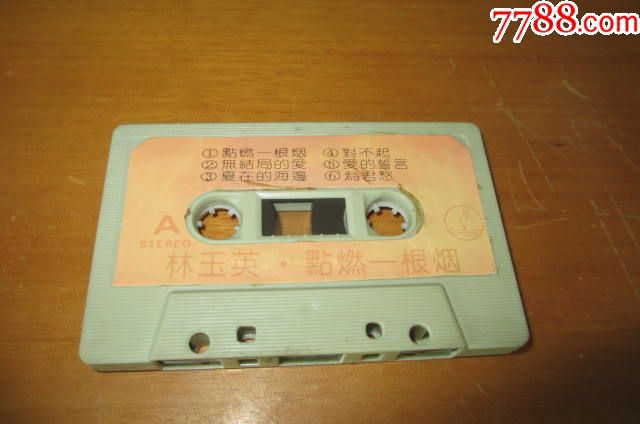 7788.com
①點燃一根烟 ④對不起
②無結局的愛 ⑤愛的誓言
③夏在的海邊 ⑥為君愁
A
STEREO
林玉英·點燃一根烟